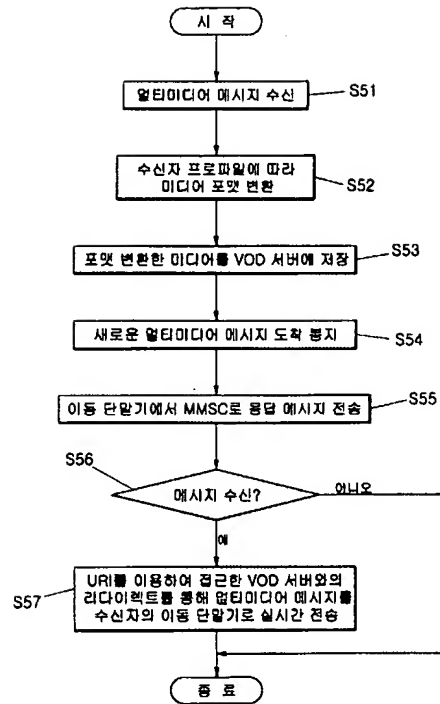 시 작
멀티미디어 메시지 수신
S51
수신자 프로파일에 따라
미디어 포맷 변환
S52
포맷 변환한 미디어를 VOD 서버에 저장
S53
새로운 멀티미디어 메시지 도착 통지
S54
이동 단말기에서 MMSC로 응답 메시지 전송
S55
S56
메시지 수신?
아니오
예
URI를 이용하여 접근한 VOD 서버와의
리다이렉트를 통해 멀티미디어 메시지를
수신자의 이동 단말기로 실시간 전송
S57
종 료